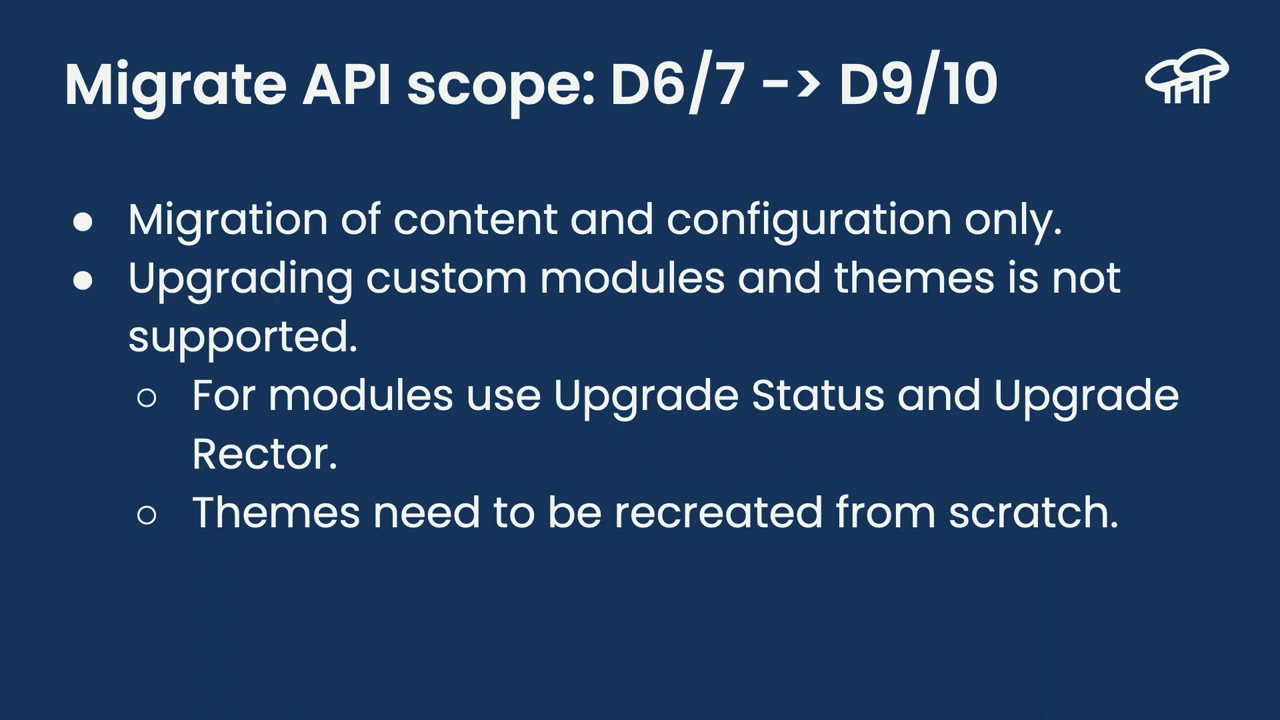 Migrate API scope: D6/7 -> D9/10
● Migration of content and configuration only.
● Upgrading custom modules and themes is not
supported.
○ For modules use Upgrade Status and Upgrade
Rector.
○ Themes need to be recreated from scratch.